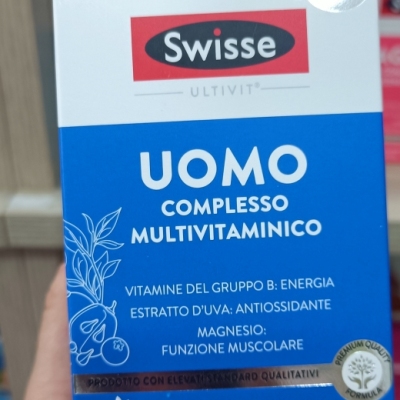 Swisse
ULTIVIT®
UOMO
COMPLESSO
MULTIVITAMINICO
VITAMINE DEL GRUPPO B: ENERGIA
ESTRATTO D'UVA: ANTIOSSIDANTE
MAGNESIO:
FUNZIONE MUSCOLARE
PRODOTTO CON ELEVATI STANDARD QUALITATIVI
PREMIUM QUALITY
FORMULA